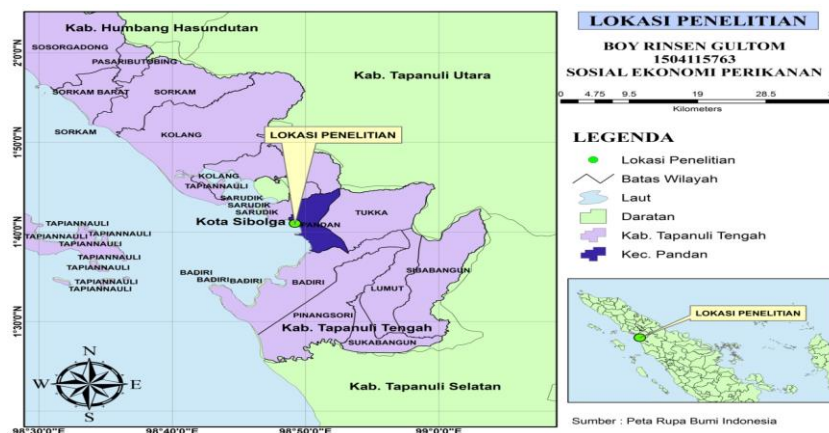 Kab. Humbang Hasundutan
SOSORGADONG
PASARIBUTUBING
SORKAM BARAT
SORKAM
SORKAM
KOLANG
Kab. Tapanuli Utara
LOKASI PENELITIAN
KOLANG
TAPIANNAULI
SARUDIK
SARUDIK
SARUDIK
Kota Sibolga
PANDAN
TUKKA
TAPIANNAULI
TAPIANNAULI
TAPIANNAULI
TAPIANNAULI
TAPIANNAULI
TAPIANNAULI
TAPIANNAULI
BADIRI
BADIRI
BADIRI
BADIRI
LUMUT
SIBABANGUN
PINANGSORI
Kab. Tapanuli Tengah
SUKABANGUN
Kab. Tapanuli Selatan
N
W
E
S
2°0'0"N
1°50'0"N
1°40'0"N
1°30'0"N
98°30'0"E
98°40'0"E
98°50'0"E
99°0'0"E
LOKASI PENELITIAN
BOY RINSEN GULTOM
1504115763
SOSIAL EKONOMI PERIKANAN
0 4.75 9.5 19 28.5
Kilometers
LEGENDA
Lokasi Penelitian
Batas Wilayah
Laut
Daratan
Kab. Tapanuli Tengah
Kec. Pandan
LOKASI PENELITIAN
Sumber : Peta Rupa Bumi Indonesia